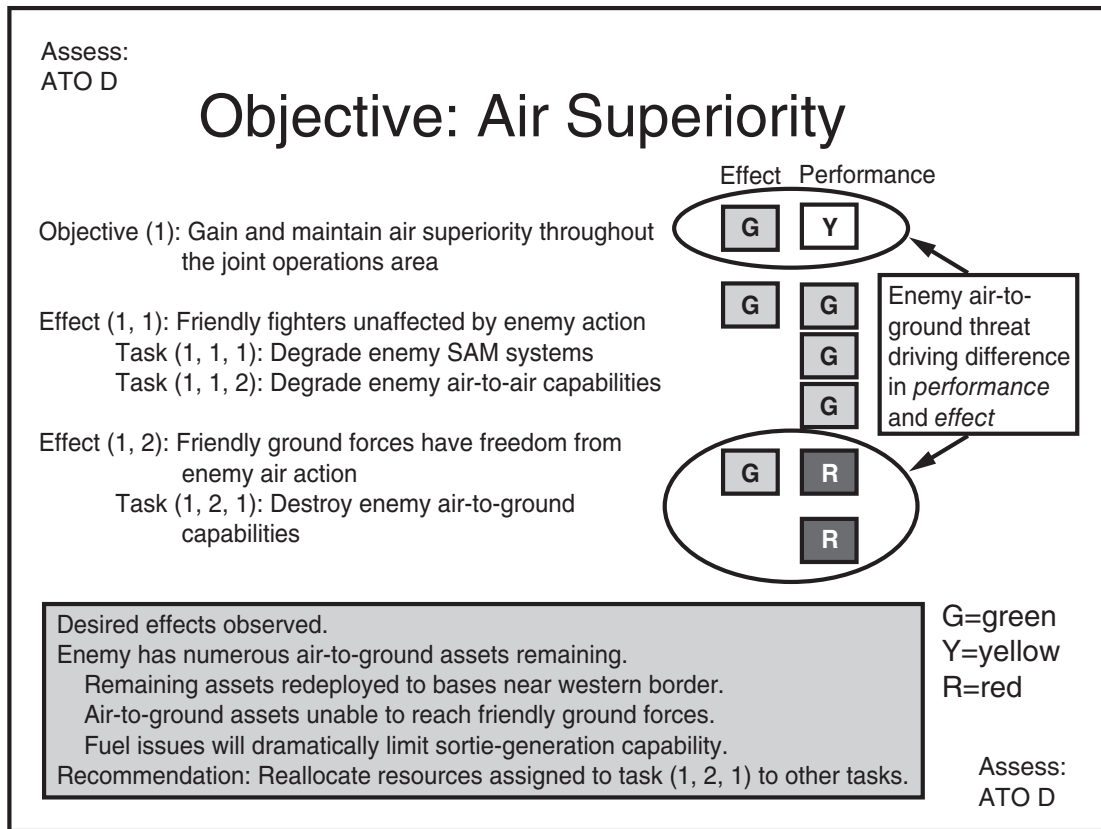 Assess:
ATO D
Objective: Air Superiority
Effect Performance
Objective (1): Gain and maintain air superiority throughout
the joint operations area
G Y
Effect (1, 1): Friendly fighters unaffected by enemy action
G G
Task (1, 1, 1): Degrade enemy SAM systems
G
Task (1, 1, 2): Degrade enemy air-to-air capabilities
G
Effect (1, 2): Friendly ground forces have freedom from
enemy air action
G R
Task (1, 2, 1): Destroy enemy air-to-ground
capabilities
R
Enemy air-to-
ground threat
driving difference
in performance
and effect
Desired effects observed.
Enemy has numerous air-to-ground assets remaining.
Remaining assets redeployed to bases near western border.
Air-to-ground assets unable to reach friendly ground forces.
Fuel issues will dramatically limit sortie-generation capability.
Recommendation: Reallocate resources assigned to task (1, 2, 1) to other tasks.
G=green
Y=yellow
R=red
Assess:
ATO D